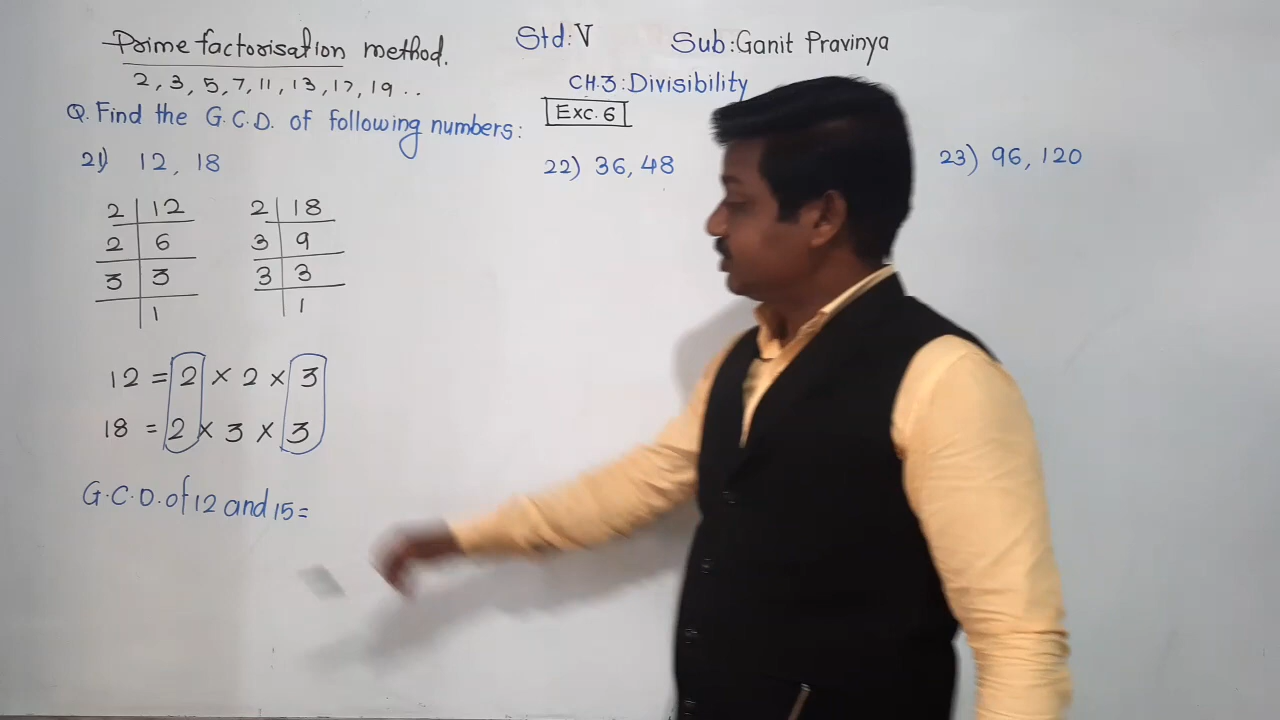 Prime factorisation method.
2, 3, 5, 7, 11, 13, 17, 19 ..
Std: V Sub: Ganit Pravinya
CH.3: Divisibility
Exc. 6
Q. Find the G.C.D. of following numbers:
21) 12, 18
2 | 12
2 | 6
3 | 3
1
2 | 18
3 | 9
3 | 3
1
12 = 2 × 2 × 3
18 = 2 × 3 × 3
G.C.D. of 12 and 15 =
22) 36, 48
23) 96, 120